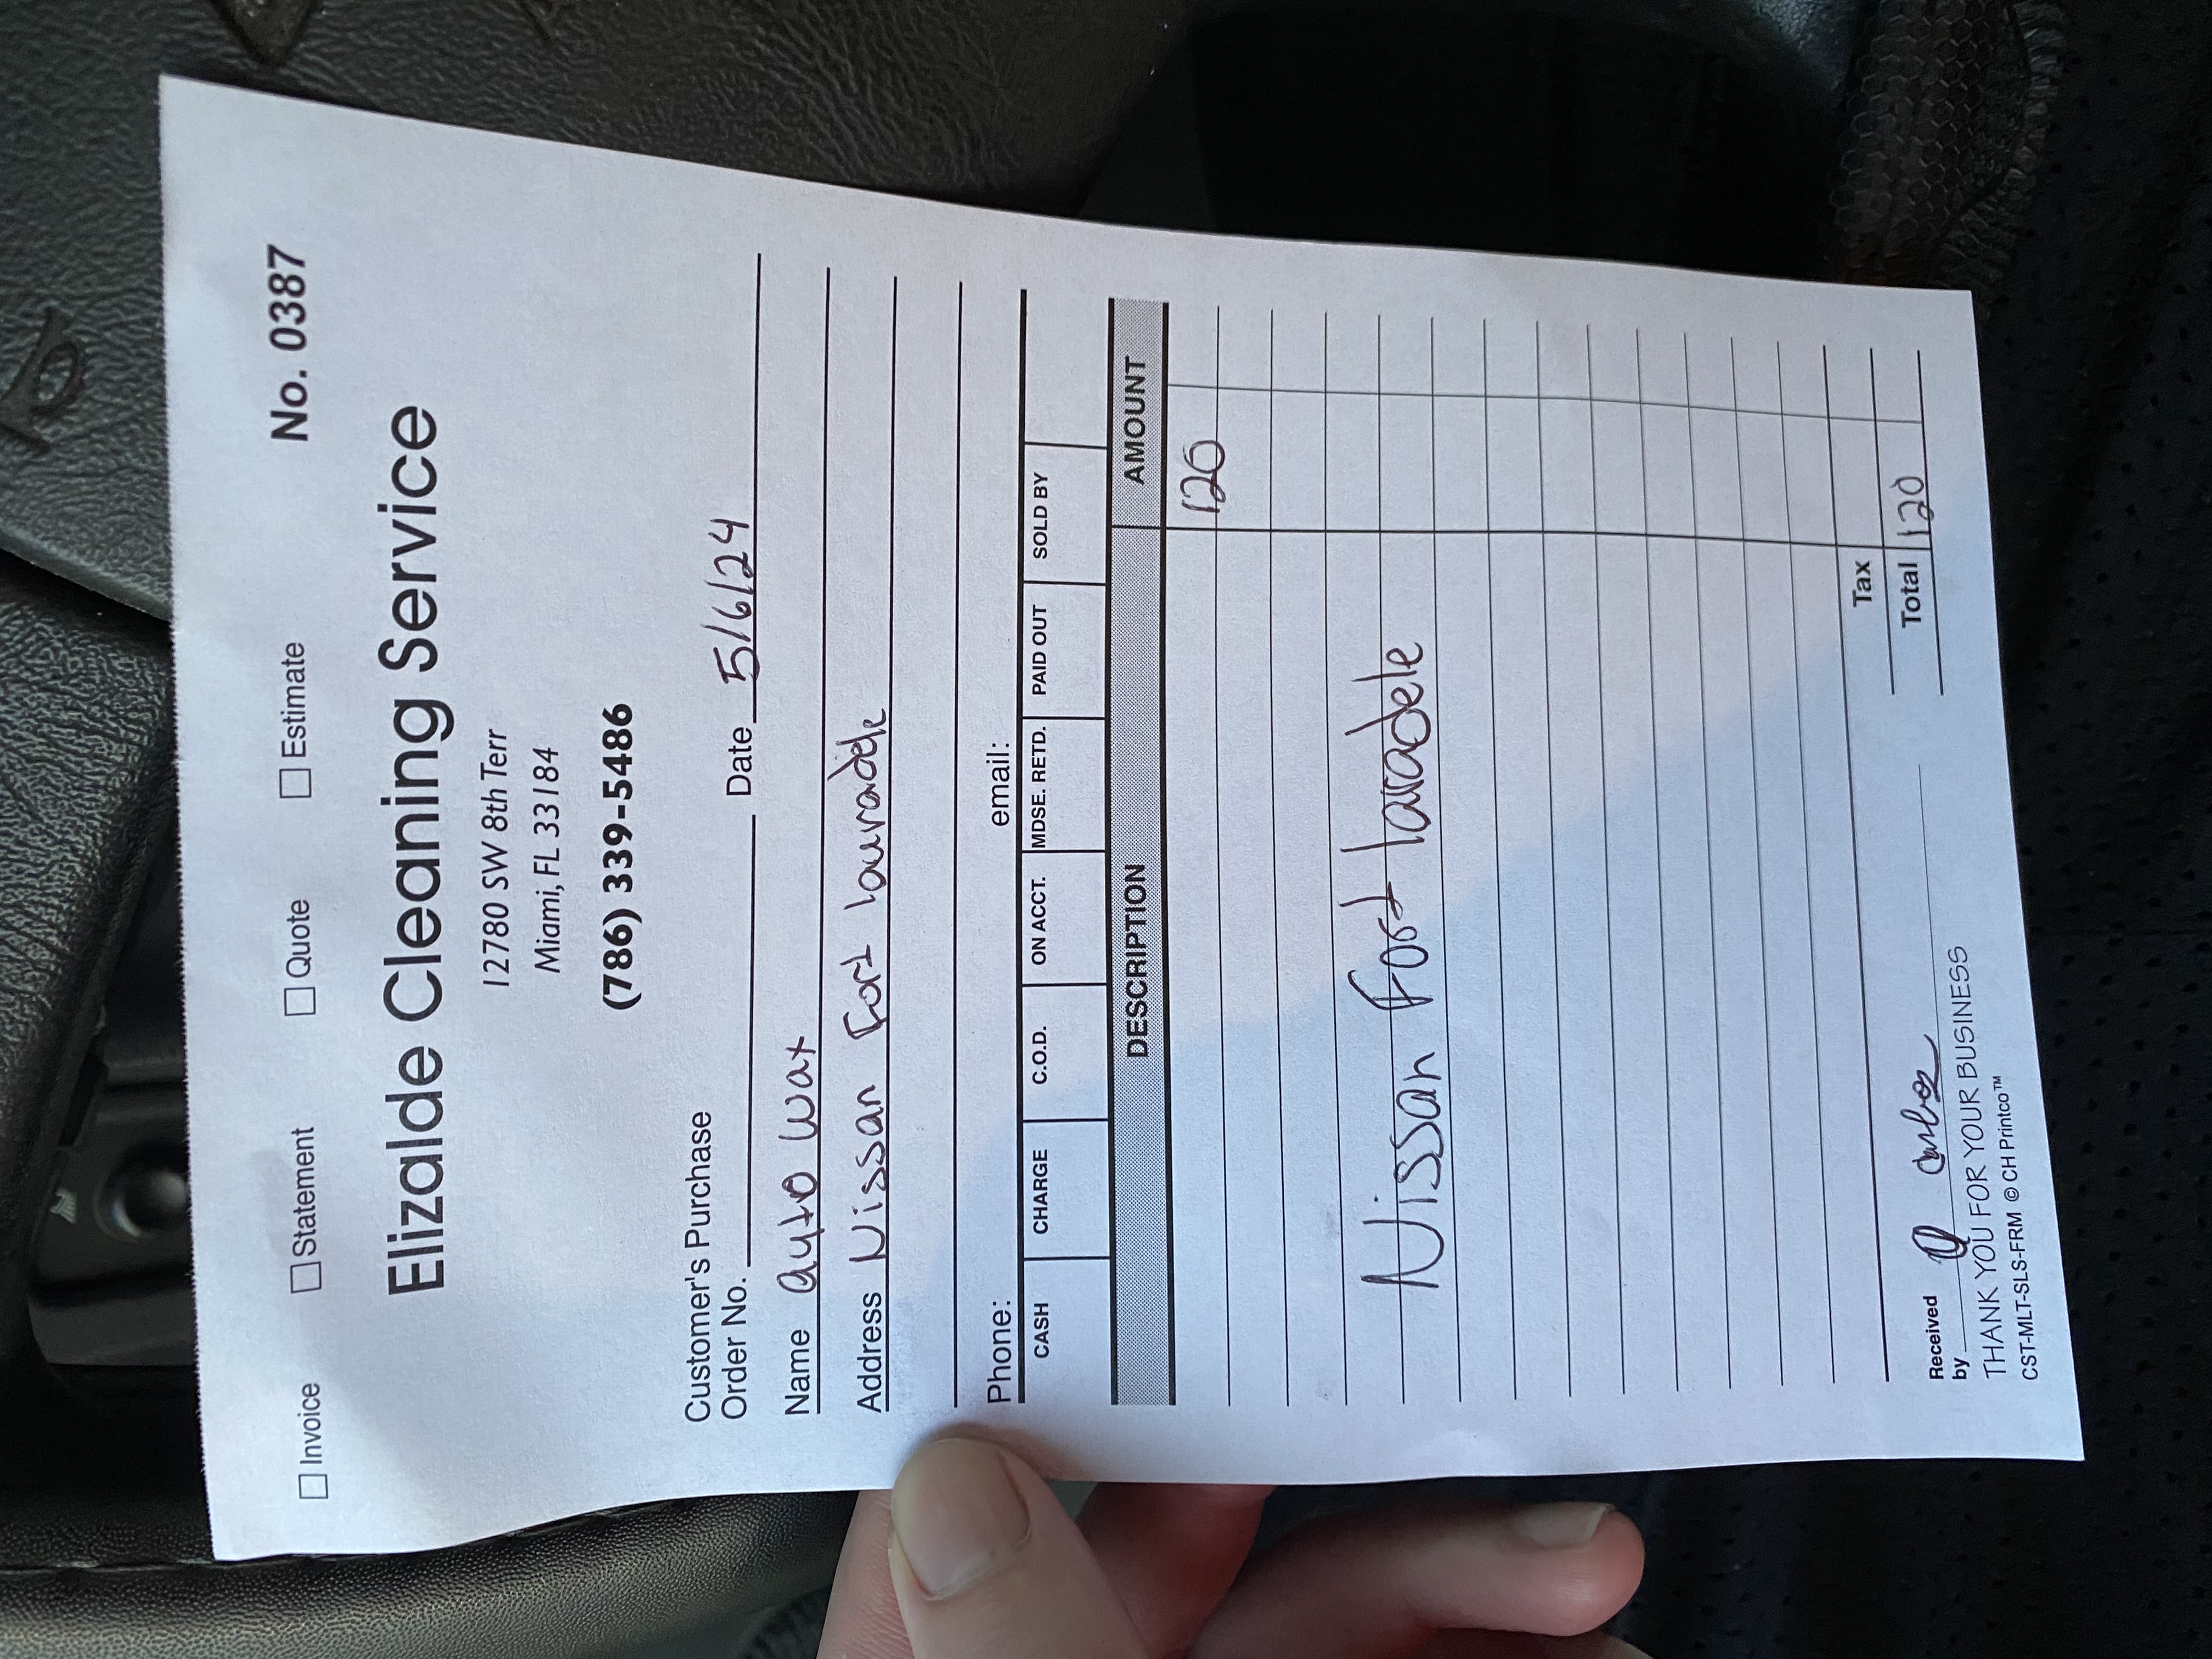 ☐ Invoice ☐ Statement ☐ Quote ☐ Estimate No. 0387
Elizalde Cleaning Service
12780 SW 8th Terr
Miami, FL 33184
(786) 339-5486
Customer's Purchase
Order No. Date 5/6/24
Name auto wax
Address Nissan Fort lauradele
Phone: email:
CASH CHARGE C.O.D. ON ACCT. MDSE. RETD. PAID OUT SOLD BY
DESCRIPTION AMOUNT
120
Nissan Fort laradele
Tax
Total 120
Received
by Carlos
THANK YOU FOR YOUR BUSINESS
CST-MLT-SLS-FRM © CH Printco™